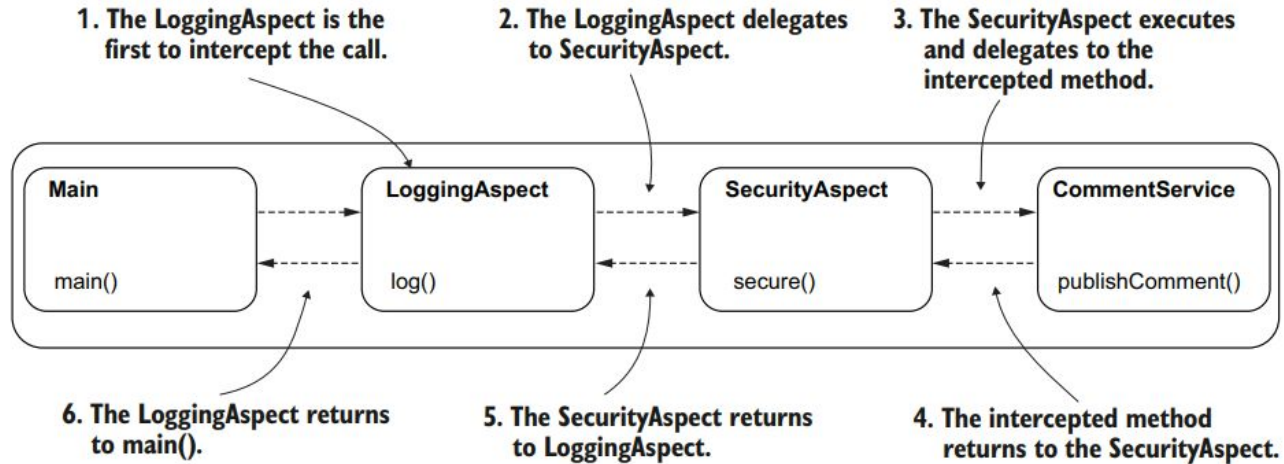 1. The LoggingAspect is the
first to intercept the call.
2. The LoggingAspect delegates
to SecurityAspect.
3. The SecurityAspect executes
and delegates to the
intercepted method.
Main
main()
LoggingAspect
log()
SecurityAspect
secure()
CommentService
publishComment()
6. The LoggingAspect returns
to main().
5. The SecurityAspect returns
to LoggingAspect.
4. The intercepted method
returns to the SecurityAspect.